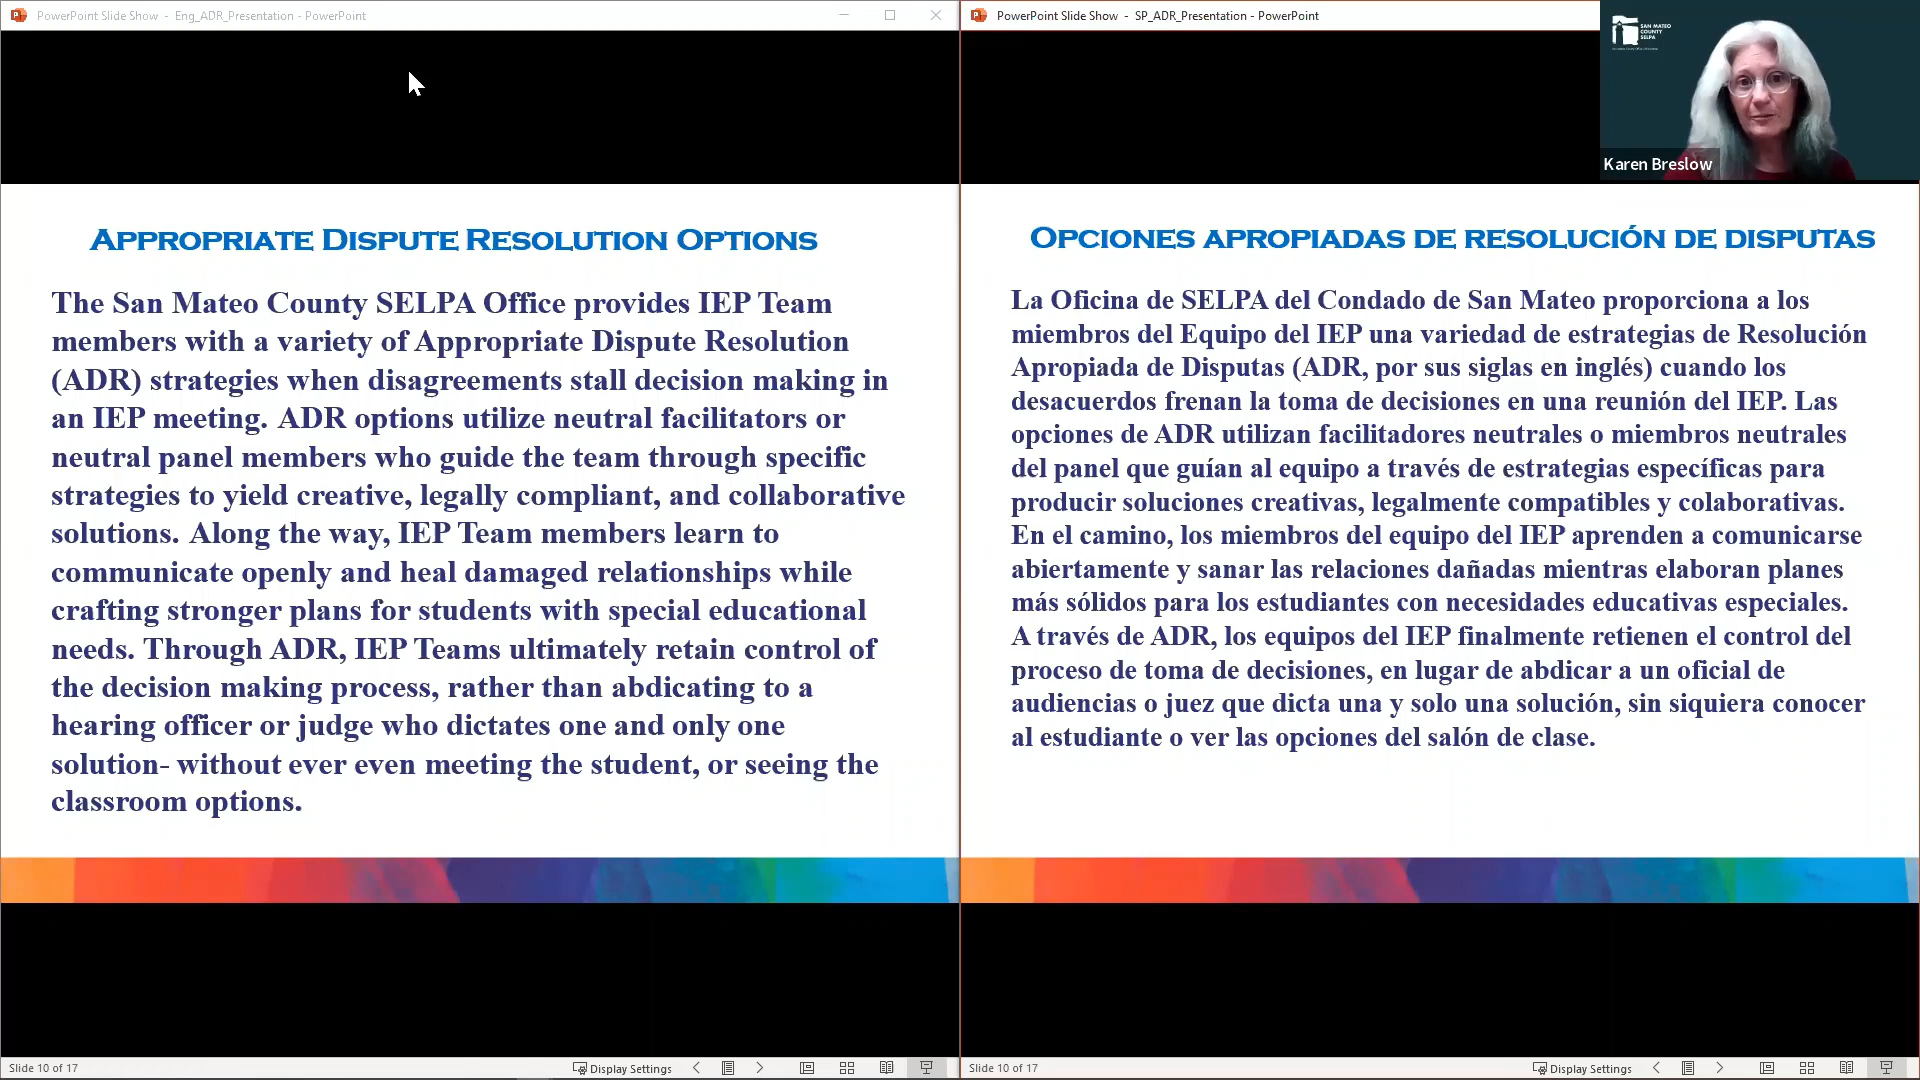 PowerPoint Slide Show - Eng_ADR_Presentation - PowerPoint
APPROPRIATE DISPUTE RESOLUTION OPTIONS
The San Mateo County SELPA Office provides IEP Team
members with a variety of Appropriate Dispute Resolution
(ADR) strategies when disagreements stall decision making in
an IEP meeting. ADR options utilize neutral facilitators or
neutral panel members who guide the team through specific
strategies to yield creative, legally compliant, and collaborative
solutions. Along the way, IEP Team members learn to
communicate openly and heal damaged relationships while
crafting stronger plans for students with special educational
needs. Through ADR, IEP Teams ultimately retain control of
the decision making process, rather than abdicating to a
hearing officer or judge who dictates one and only one
solution- without ever even meeting the student, or seeing the
classroom options.
Slide 10 of 17
Display Settings
PowerPoint Slide Show - SP_ADR_Presentation - PowerPoint
SAN MATEO
COUNTY
SELPA
Karen Breslow
OPCIONES APROPIADAS DE RESOLUCIÓN DE DISPUTAS
La Oficina de SELPA del Condado de San Mateo proporciona a los
miembros del Equipo del IEP una variedad de estrategias de Resolución
Apropiada de Disputas (ADR, por sus siglas en inglés) cuando los
desacuerdos frenan la toma de decisiones en una reunión del IEP. Las
opciones de ADR utilizan facilitadores neutrales o miembros neutrales
del panel que guían al equipo a través de estrategias específicas para
producir soluciones creativas, legalmente compatibles y colaborativas.
En el camino, los miembros del equipo del IEP aprenden a comunicarse
abiertamente y sanar las relaciones dañadas mientras elaboran planes
más sólidos para los estudiantes con necesidades educativas especiales.
A través de ADR, los equipos del IEP finalmente retienen el control del
proceso de toma de decisiones, en lugar de abdicar a un oficial de
audiencias o juez que dicta una y solo una solución, sin siquiera conocer
al estudiante o ver las opciones del salón de clase.
Slide 10 of 17
Display Settings